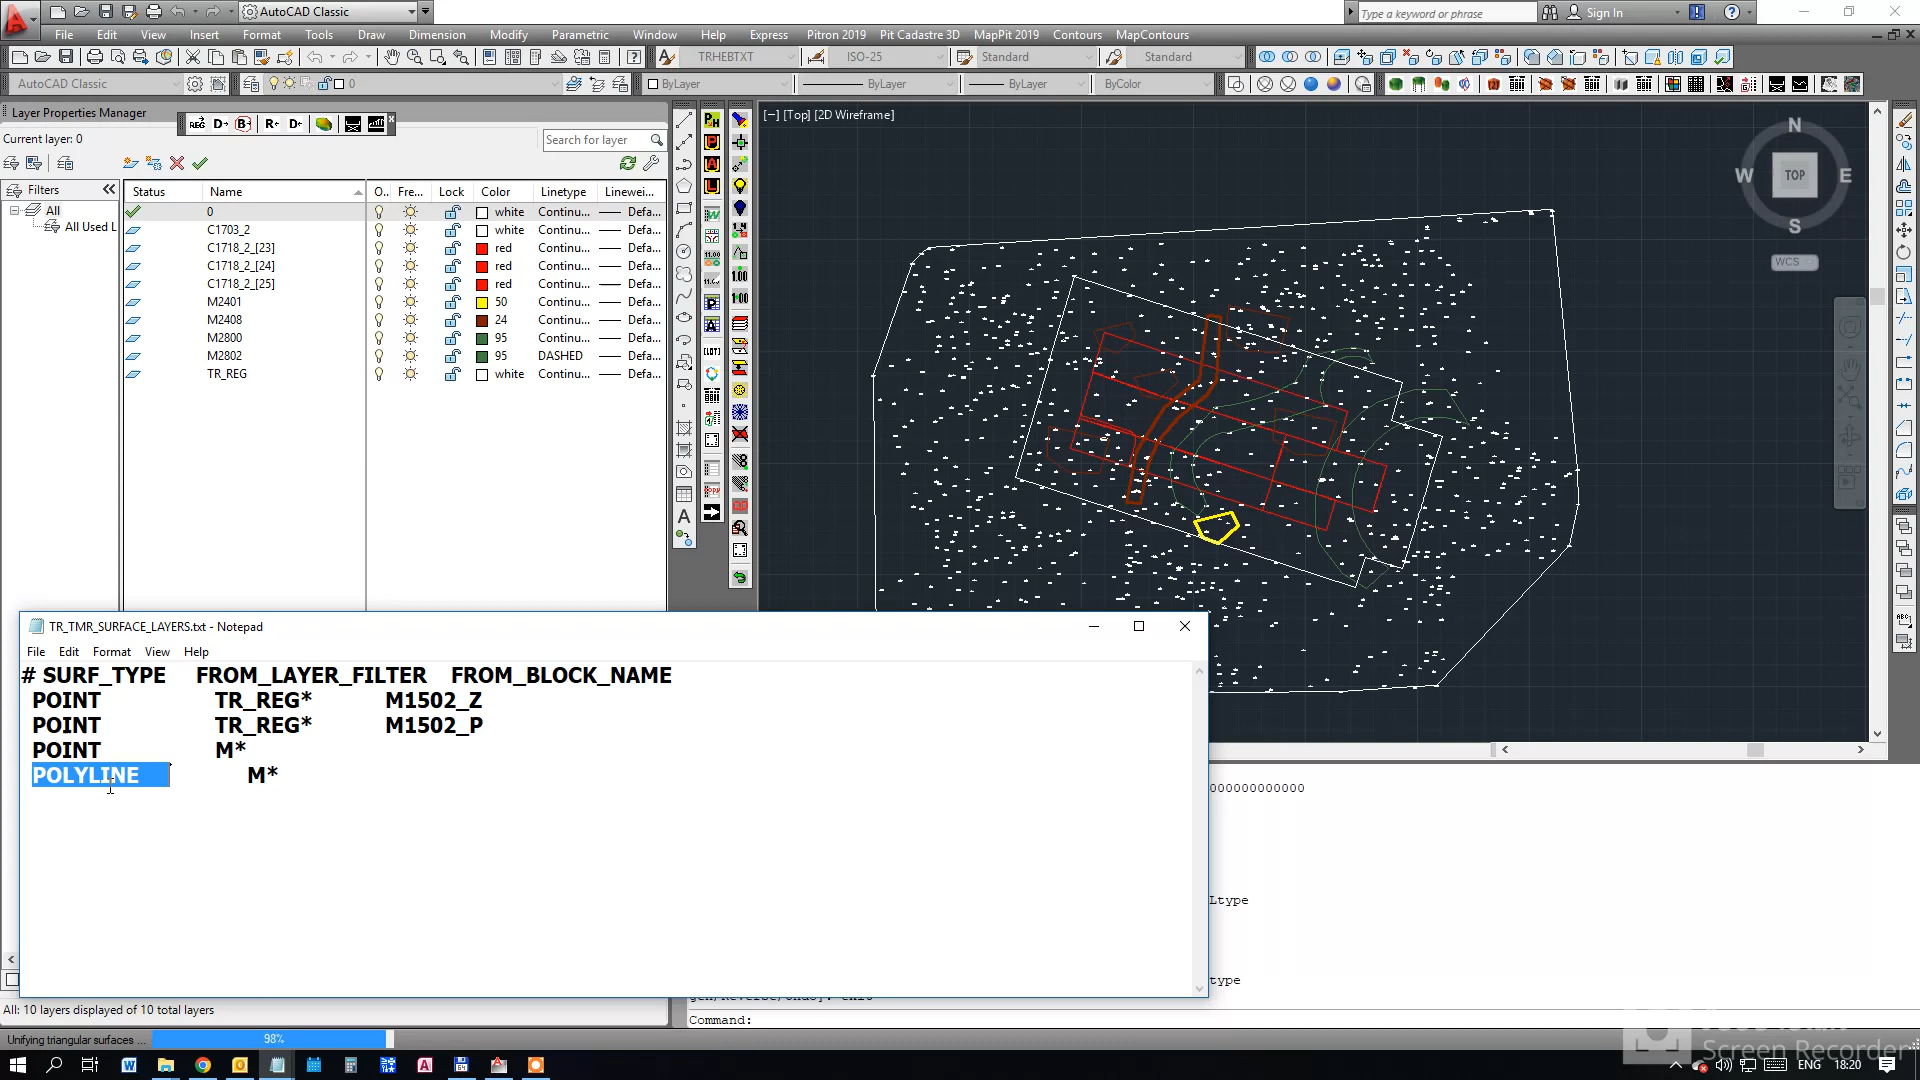 AutoCAD Classic
Type a keyword or phrase
Sign In
File Edit View Insert Format Tools Draw Dimension Modify Parametric Window Help Express Pitron 2019 Pit Cadastre 3D MapPit 2019 Contours MapContours
TRHEBTXT ISO-25 Standard Standard
AutoCAD Classic 0 ByLayer ByLayer ByLayer ByColor
Layer Properties Manager
Current layer: 0
Search for layer
Filters
All
All Used L
Status Name O.. Fre... Lock Color Linetype Linewei...
0 white Continu... Defa...
C1703_2 white Continu... Defa...
C1718_2_[23] red Continu... Defa...
C1718_2_[24] red Continu... Defa...
C1718_2_[25] red Continu... Defa...
M2401 50 Continu... Defa...
M2408 24 Continu... Defa...
M2800 95 Continu... Defa...
M2802 95 DASHED Defa...
TR_REG white Continu... Defa...
[−] [Top] [2D Wireframe]
N
W TOP E
S
WCS
TR_TMR_SURFACE_LAYERS.txt - Notepad
File Edit Format View Help
# SURF_TYPE FROM_LAYER_FILTER FROM_BLOCK_NAME
POINT TR_REG* M1502_Z
POINT TR_REG* M1502_P
POINT M*
POLYLINE M*
000000000000
Ltype
type
Command:
All: 10 layers displayed of 10 total layers
Unifying triangular surfaces ... 98%
Screen Recorder
ENG 18:20